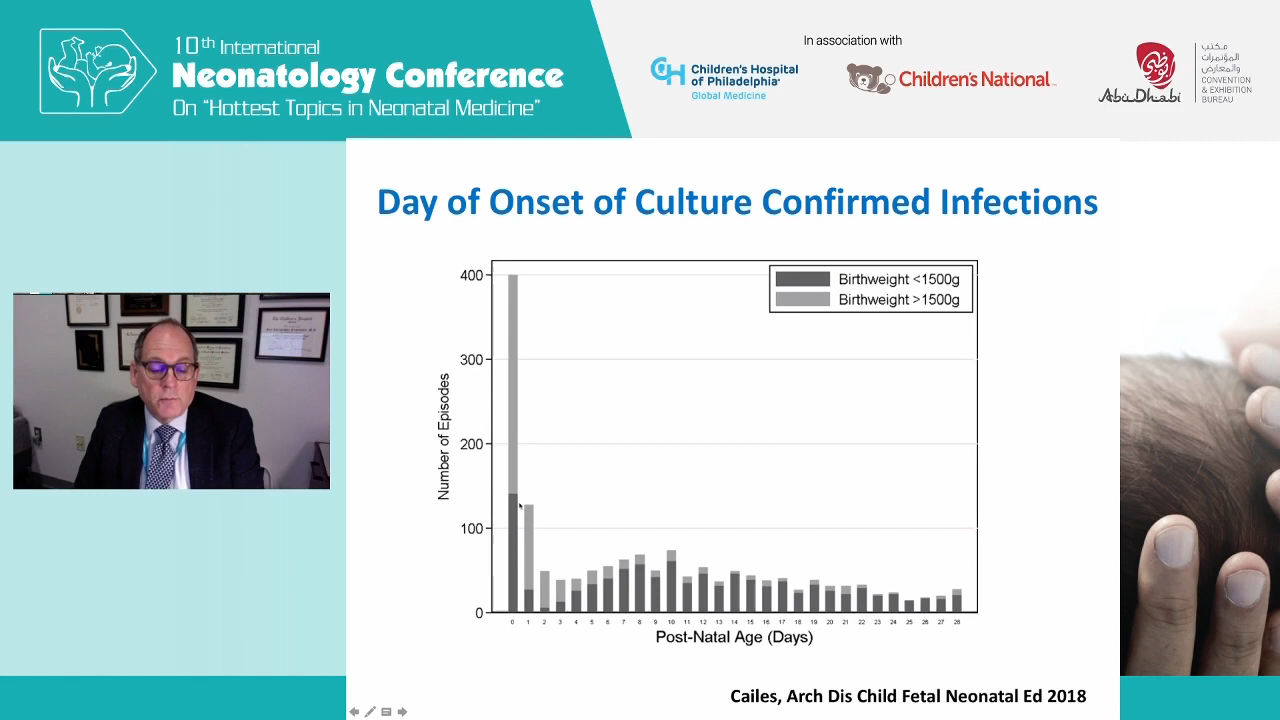 10th International
Neonatology Conference
On "Hottest Topics in Neonatal Medicine"
In association with
Children's Hospital
of Philadelphia
Global Medicine
Children's National
Abu Dhabi
مكتب
المؤتمرات
والمعارض
CONVENTION
& EXHIBITION
BUREAU
Day of Onset of Culture Confirmed Infections
Birthweight <1500g
Birthweight >1500g
400
300
200
100
0
Number of Episodes
0 1 2 3 4 5 6 7 8 9 10 11 12 13 14 15 16 17 18 19 20 21 22 23 24 25 26 27 28
Post-Natal Age (Days)
Cailes, Arch Dis Child Fetal Neonatal Ed 2018